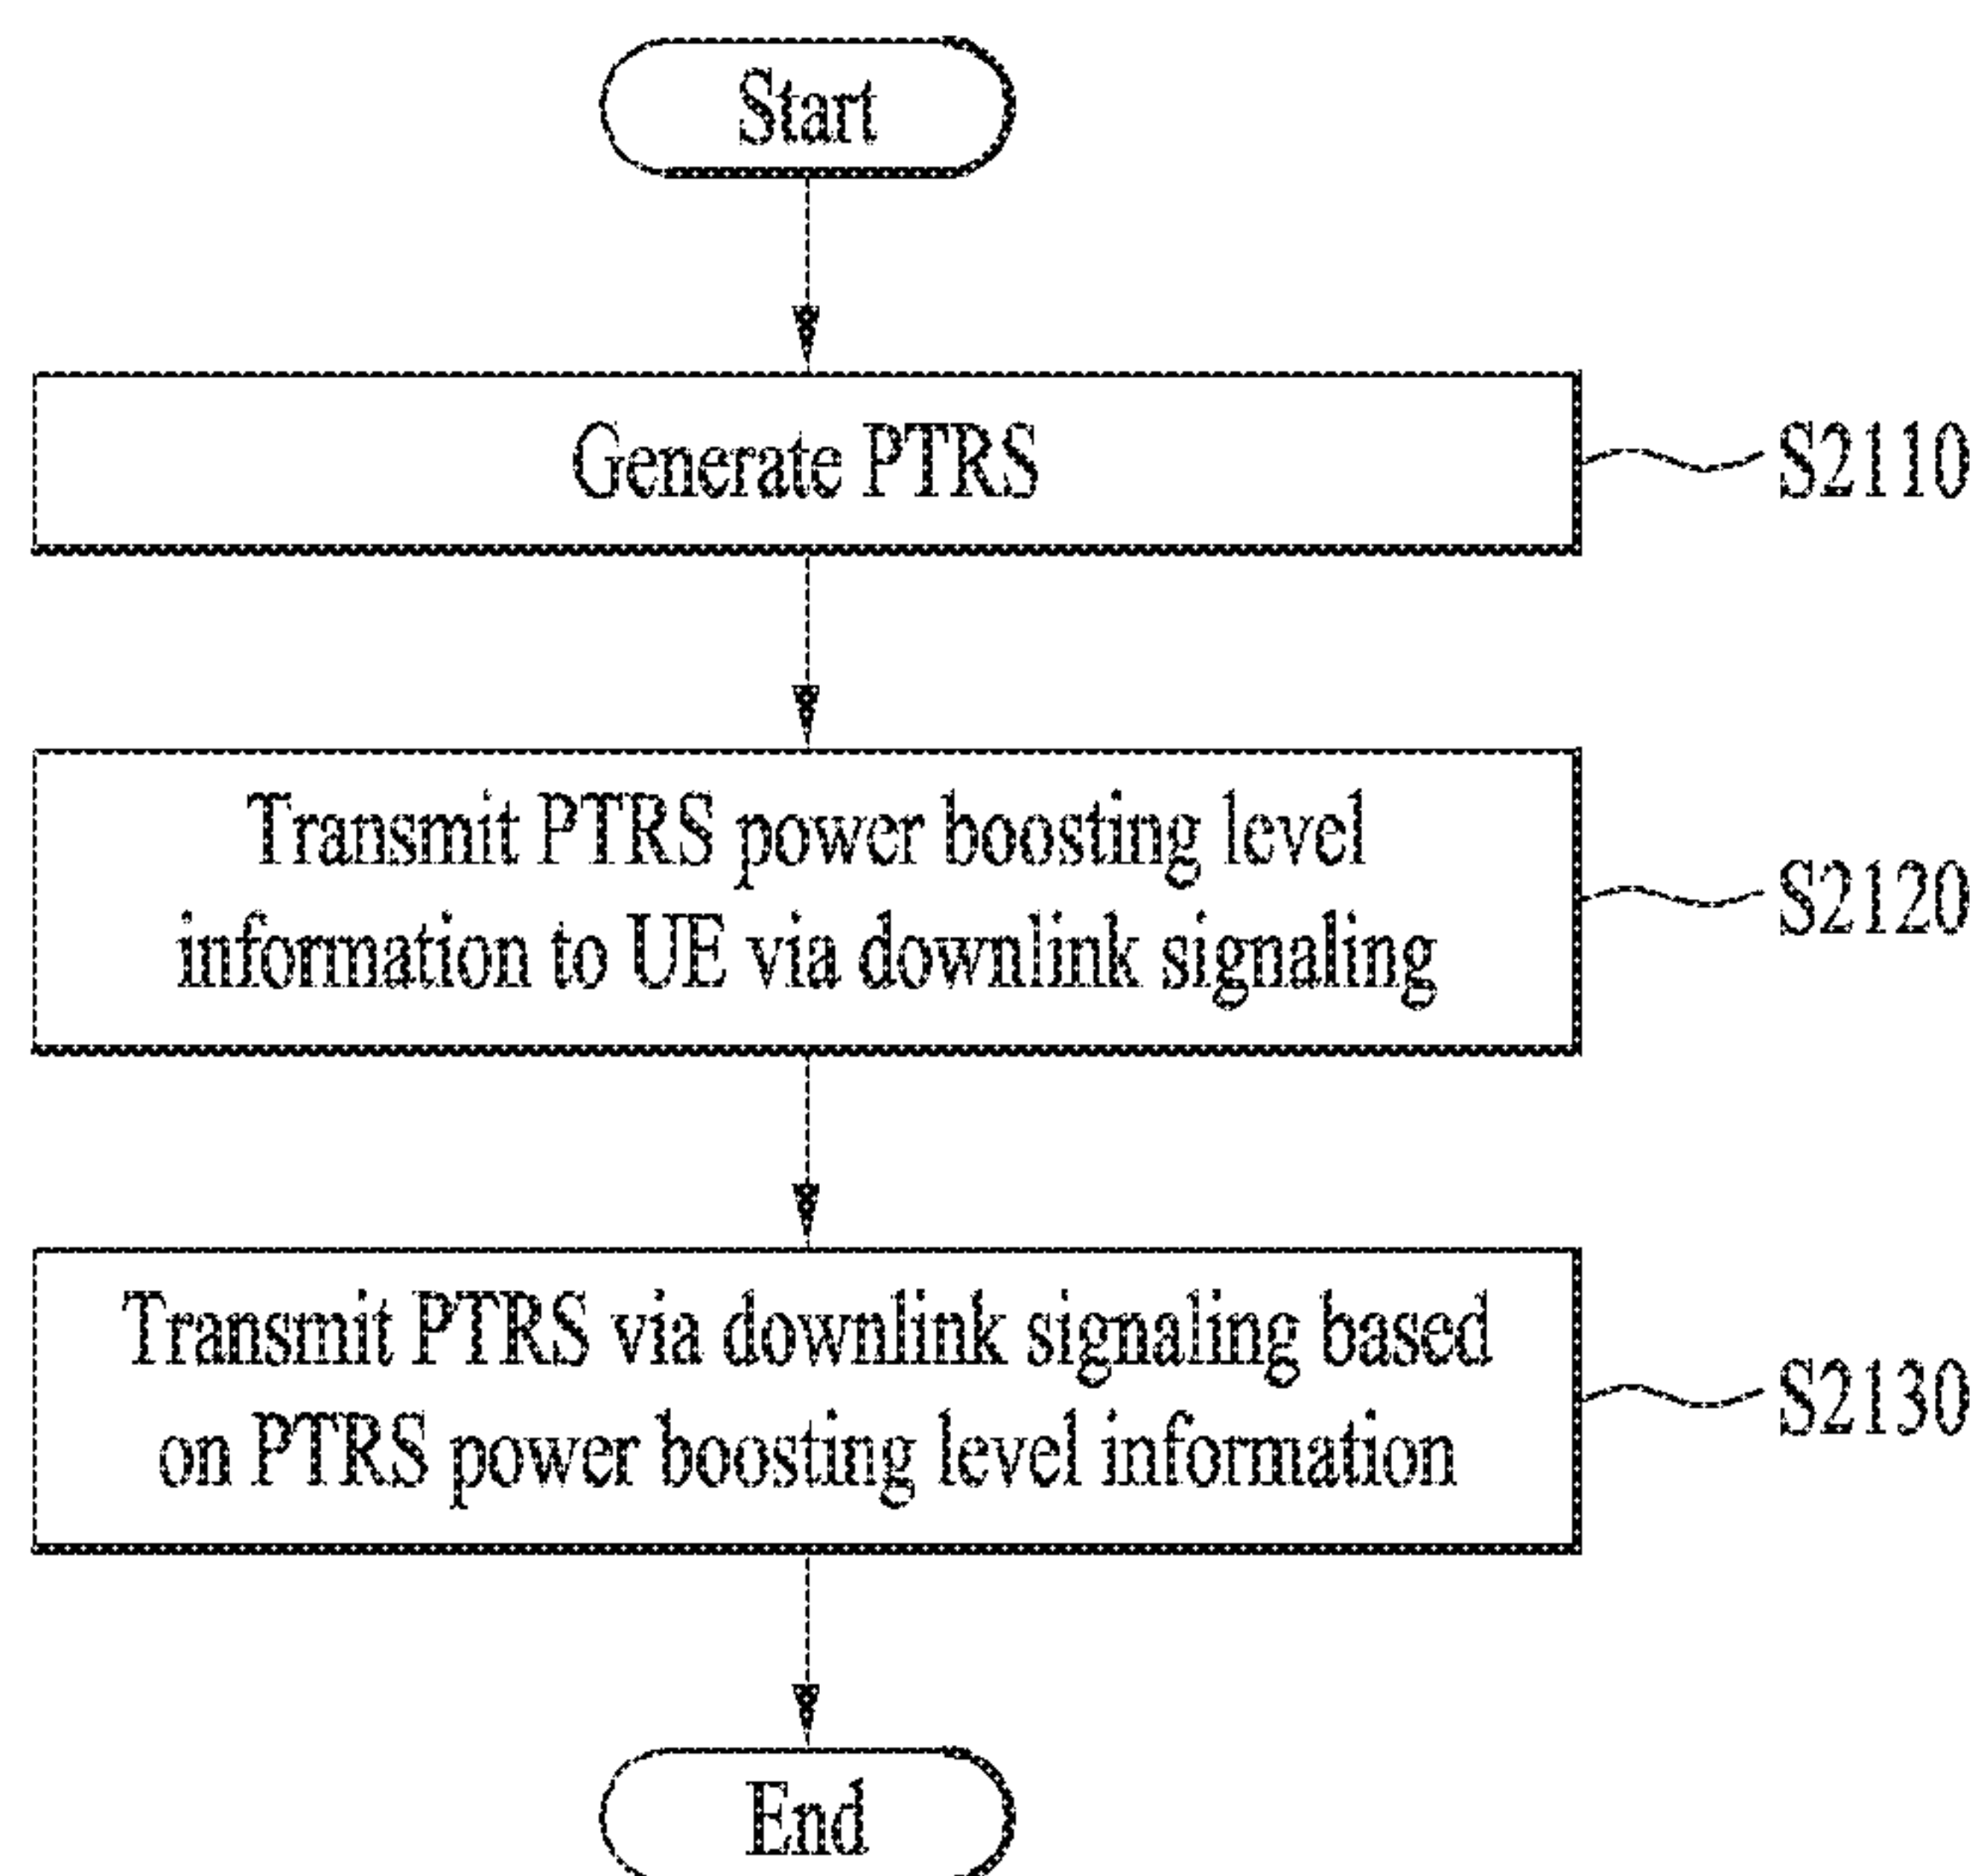 Start
Generate PTRS
S2110
Transmit PTRS power boosting level
information to UE via downlink signaling
S2120
Transmit PTRS via downlink signaling based
on PTRS power boosting level information
S2130
End